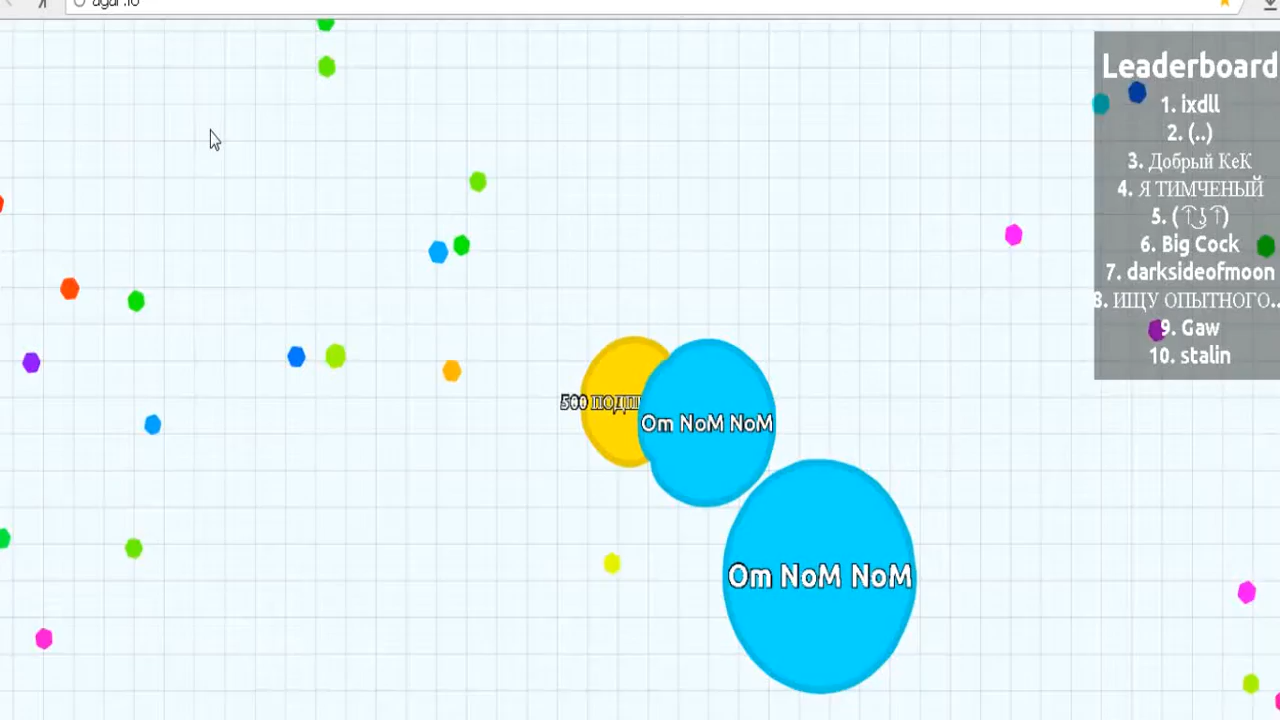 agar.io
Leaderboard
1. ixdll
2. (..)
3. Добрый КеК
4. Я ТИМЧЕНЫЙ
6. Big Cock
7. darksideofmoon
8. ИЩУ ОПЫТНОГО..
9. Gaw
10. stalin
500
Om NoM NoM
Om NoM NoM